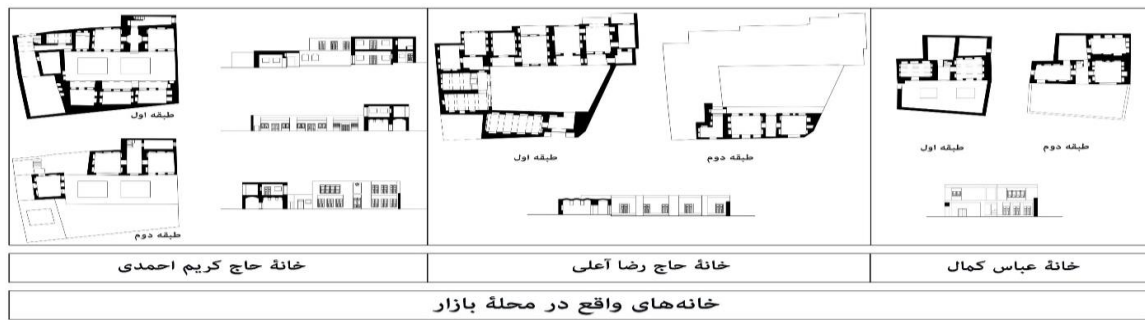 طبقه اول
طبقه دوم
طبقه اول
طبقه دوم
طبقه اول
طبقه دوم
خانهٔ عباس کمال
خانهٔ حاج رضا آعلی
خانهٔ حاج کریم احمدی
خانه‌های واقع در محلهٔ بازار